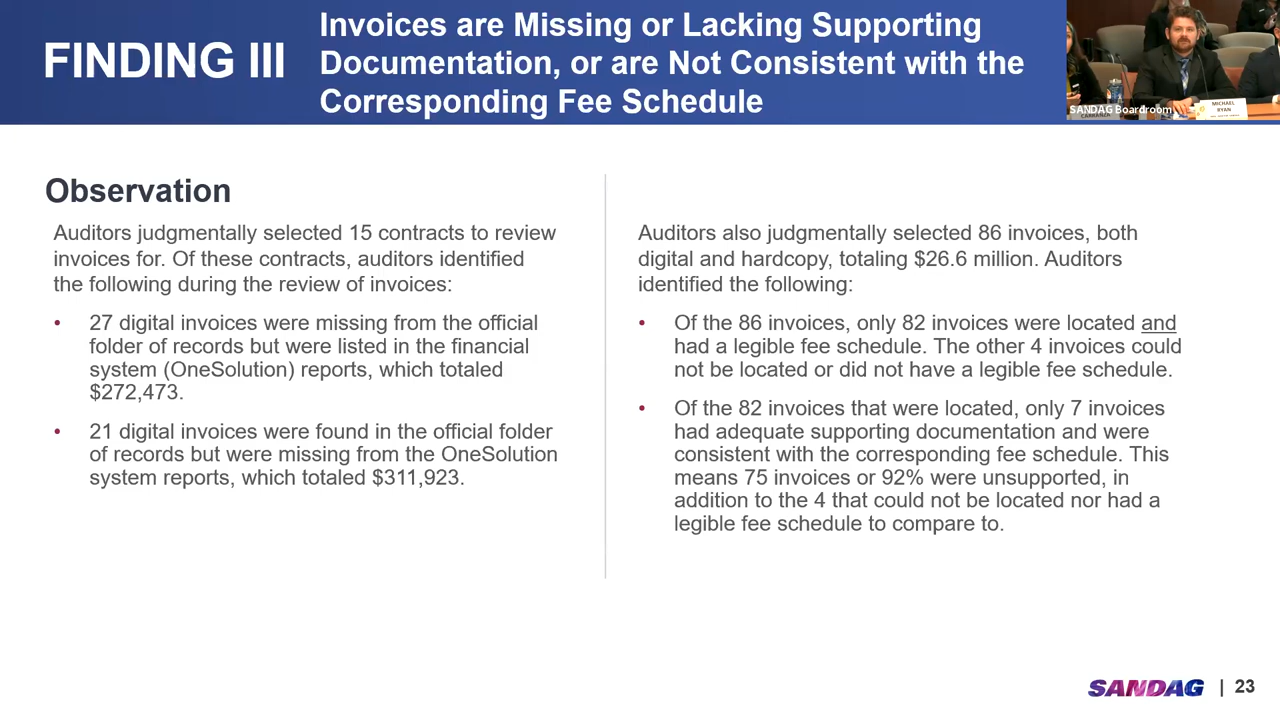 FINDING III
Invoices are Missing or Lacking Supporting
Documentation, or are Not Consistent with the
Corresponding Fee Schedule
SANDAG Boardroom
CARRANZA
MICHAEL
RYAN
Observation
Auditors judgmentally selected 15 contracts to review
invoices for. Of these contracts, auditors identified
the following during the review of invoices:
• 27 digital invoices were missing from the official
folder of records but were listed in the financial
system (OneSolution) reports, which totaled
$272,473.
• 21 digital invoices were found in the official folder
of records but were missing from the OneSolution
system reports, which totaled $311,923.
Auditors also judgmentally selected 86 invoices, both
digital and hardcopy, totaling $26.6 million. Auditors
identified the following:
• Of the 86 invoices, only 82 invoices were located and
had a legible fee schedule. The other 4 invoices could
not be located or did not have a legible fee schedule.
• Of the 82 invoices that were located, only 7 invoices
had adequate supporting documentation and were
consistent with the corresponding fee schedule. This
means 75 invoices or 92% were unsupported, in
addition to the 4 that could not be located nor had a
legible fee schedule to compare to.
SANDAG | 23